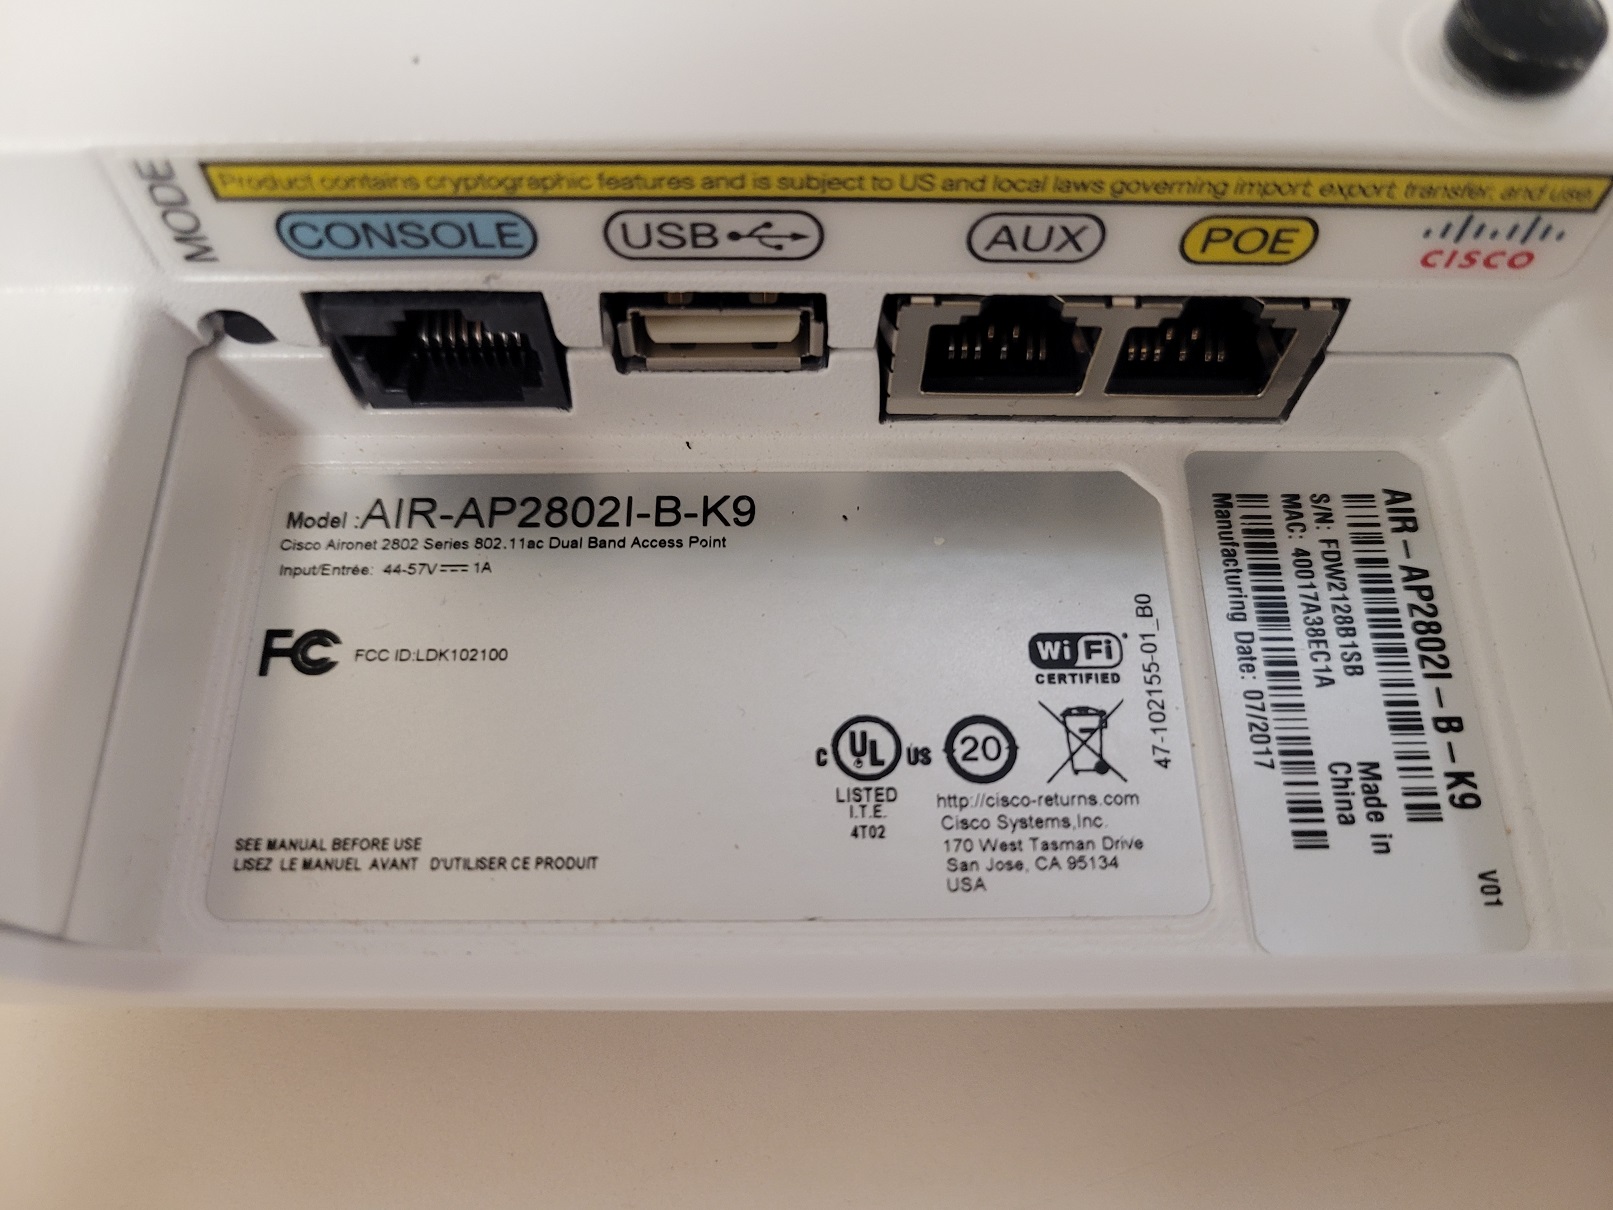 MODE
Product contains cryptographic features and is subject to US and local laws governing import, export, transfer, and use.
CONSOLE
USB
AUX
POE
CISCO
Model :AIR-AP2802I-B-K9
Cisco Aironet 2802 Series 802.11ac Dual Band Access Point
Input/Entrée: 44-57V⎓ 1A
FC FCC ID:LDK102100
Wi Fi
CERTIFIED
47-102155-01_B0
C UL US
LISTED
I.T.E.
4T02
20
http://cisco-returns.com
Cisco Systems,Inc.
170 West Tasman Drive
San Jose, CA 95134
USA
SEE MANUAL BEFORE USE
LISEZ LE MANUEL AVANT D'UTILISER CE PRODUIT
AIR-AP2802I-B-K9 V01
S/N: FDW2128B1SB
MAC: 40017A38EC1A
Manufacturing Date: 07/2017
Made in
China